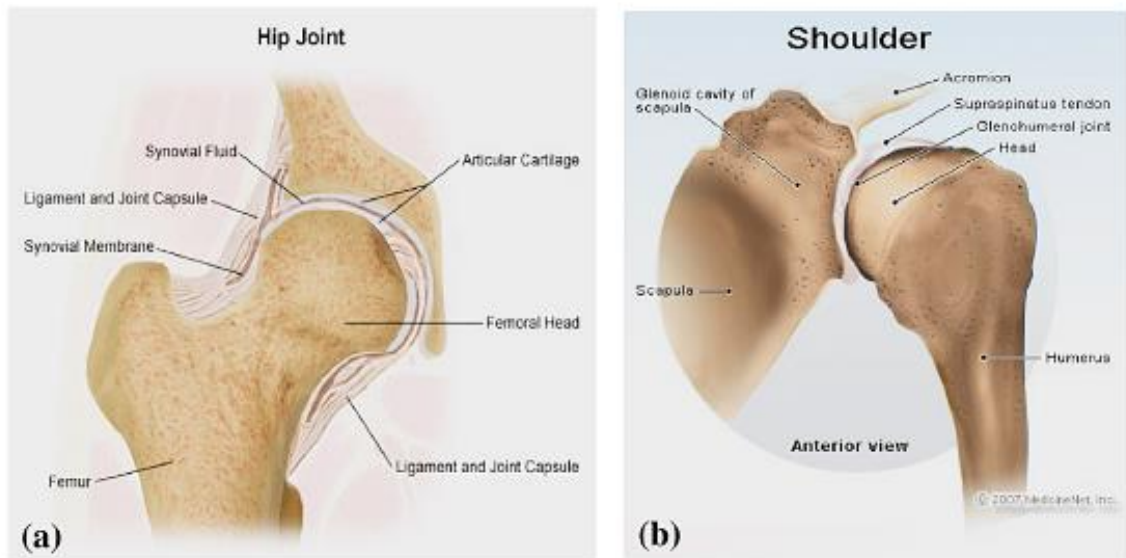 Hip Joint
Synovial Fluid
Articular Cartilage
Ligament and Joint Capsule
Synovial Membrane
Femoral Head
Ligament and Joint Capsule
Femur
(a)
Shoulder
Acromion
Glenoid cavity of
scapula
Supraspinatus tendon
Glenohumeral joint
Head
Scapula
Humerus
Anterior view
© 2007 MedicineNet, Inc.
(b)